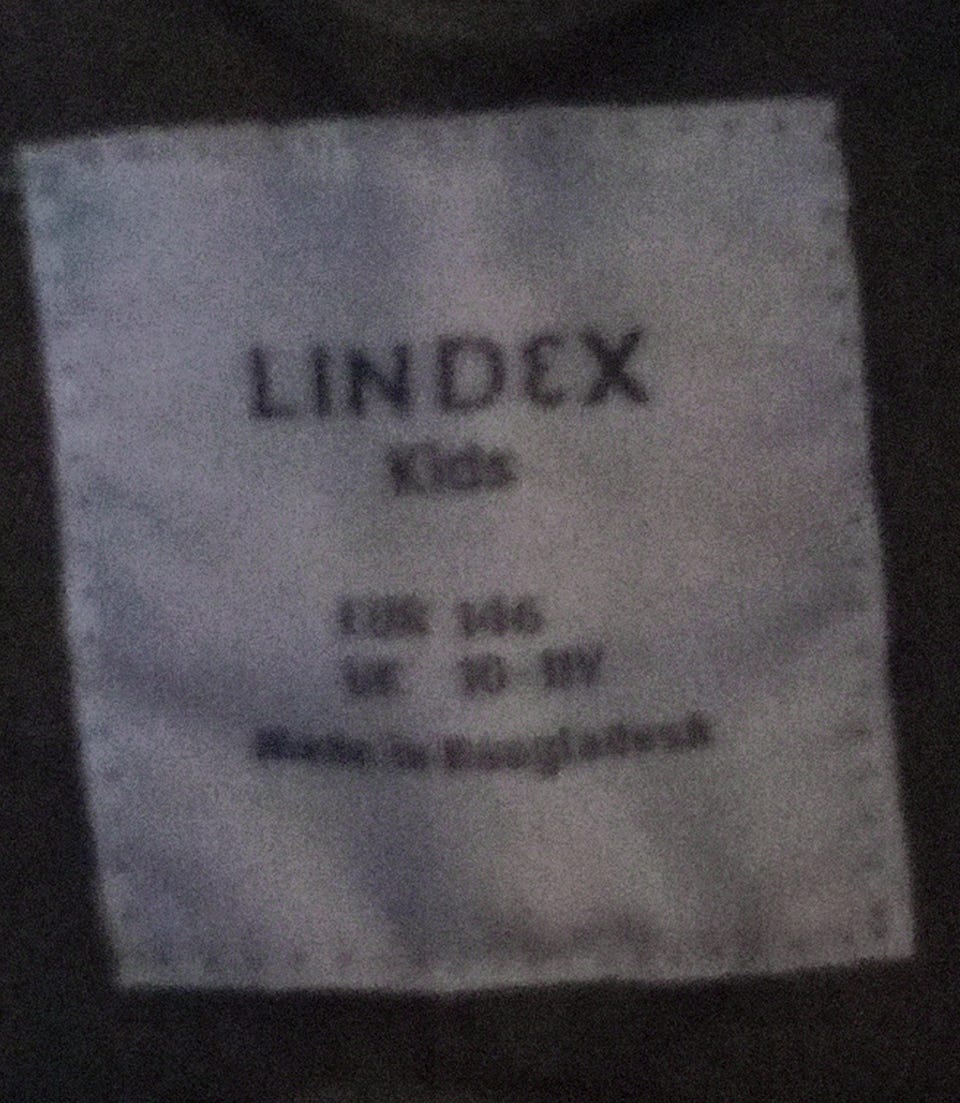 LINDEX
Kids
EUR 146
UK 10-11Y
Made in Bangladesh